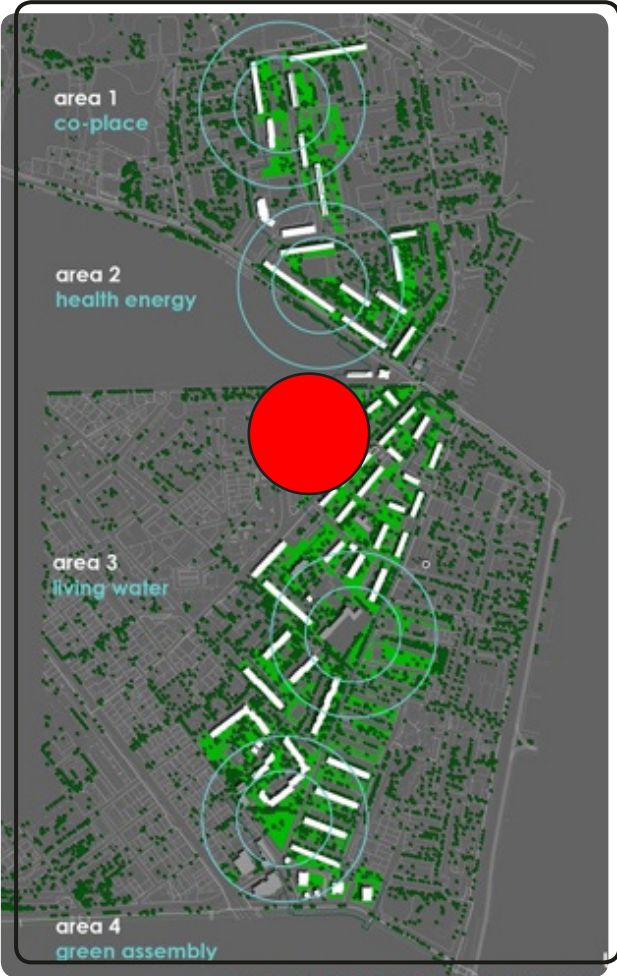 area 1
co-place
area 2
health energy
area 3
living water
area 4
green assembly